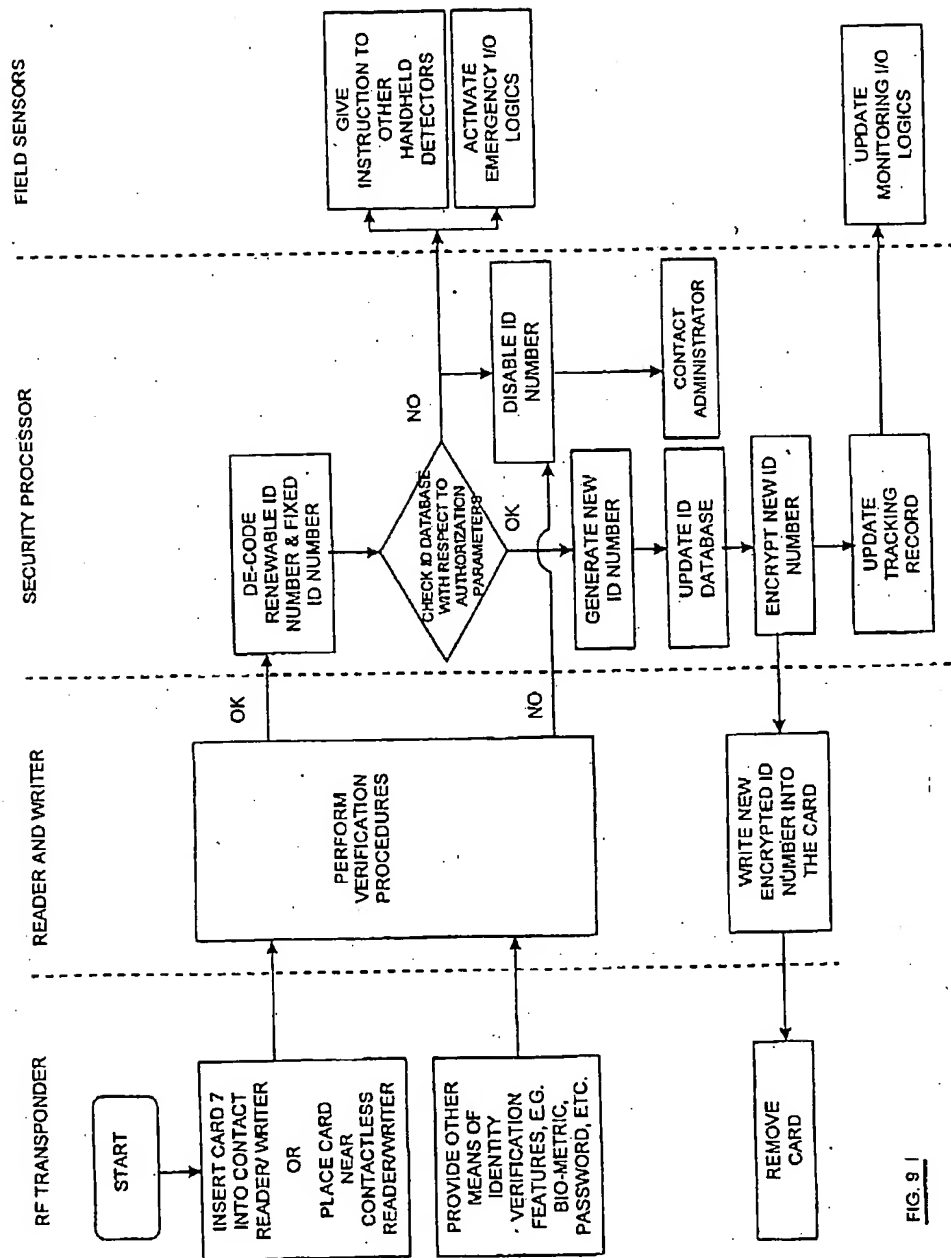 RF TRANSPONDER
READER AND WRITER
SECURITY PROCESSOR
FIELD SENSORS
START
INSERT CARD 7
INTO CONTACT
READER/ WRITER
OR
PLACE CARD
NEAR
CONTACTLESS
READER/WRITER
PROVIDE OTHER
MEANS OF
IDENTITY
VERIFICATION
FEATURES, E.G.
BIO-METRIC,
PASSWORD, ETC.
REMOVE
CARD
PERFORM
VERIFICATION
PROCEDURES
OK
NO
WRITE NEW
ENCRYPTED ID
NUMBER INTO
THE CARD
DE-CODE
RENEWABLE ID
NUMBER & FIXED
ID NUMBER
CHECK ID DATABASE
WITH RESPECT TO
AUTHORIZATION
PARAMETERS
NO
OK
DISABLE ID
NUMBER
CONTACT
ADMINISTRATOR
GENERATE NEW
ID NUMBER
UPDATE ID
DATABASE
ENCRYPT NEW ID
NUMBER
UPDATE
TRACKING
RECORD
GIVE
INSTRUCTION TO
OTHER
HANDHELD
DETECTORS
ACTIVATE
EMERGENCY I/O
LOGICS
UPDATE
MONITORING I/O
LOGICS
FIG. 9